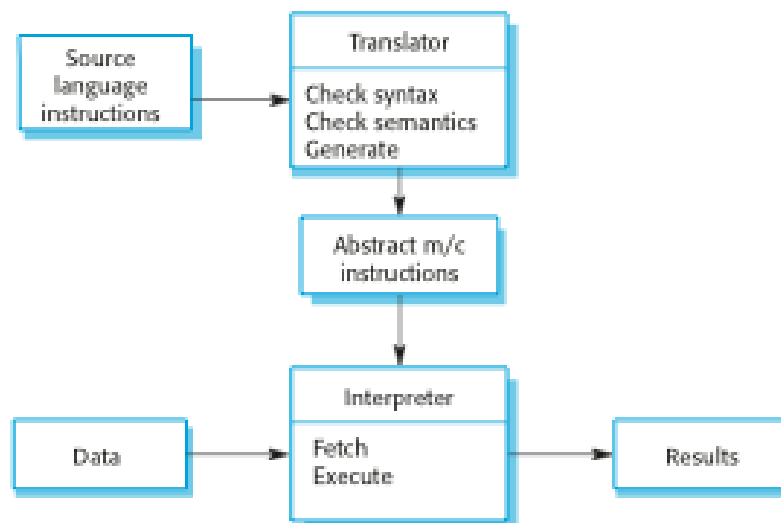 Source
language
instructions
Translator
Check syntax
Check semantics
Generate
Abstract m/c
instructions
Interpreter
Data
Fetch
Execute
Results